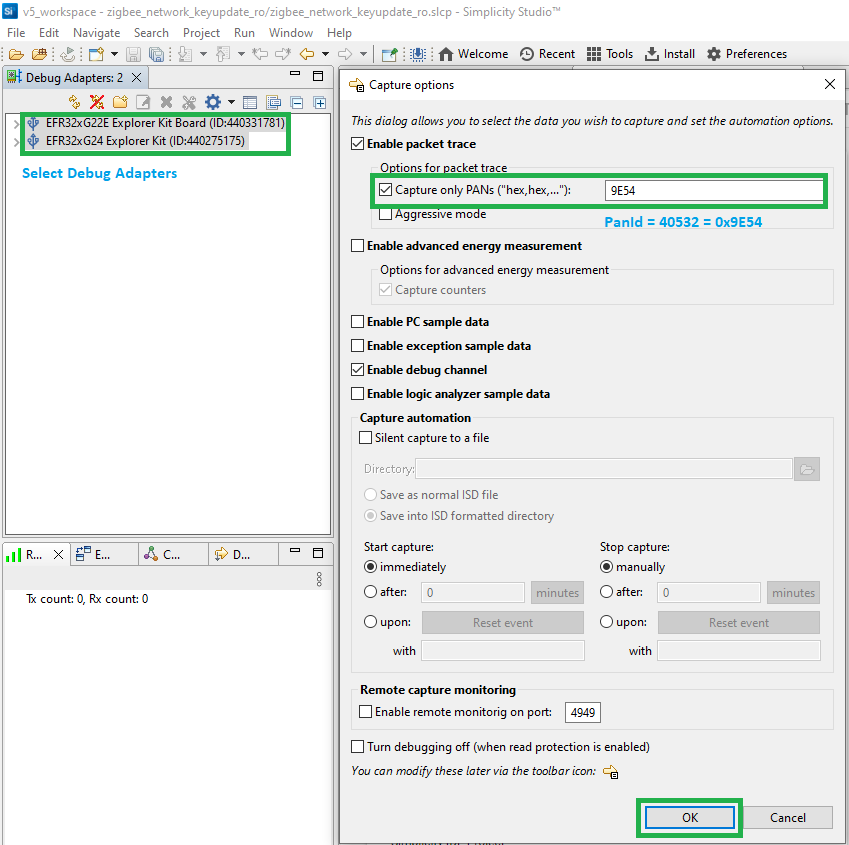 v5_workspace - zigbee_network_keyupdate_ro/zigbee_network_keyupdate_ro.slcp - Simplicity Studio™
File Edit Navigate Search Project Run Window Help
Welcome Recent Tools Install Preferences
Debug Adapters: 2
EFR32xG22E Explorer Kit Board (ID:440331781)
EFR32xG24 Explorer Kit (ID:440275175)
Select Debug Adapters
R... E... C... D...
Tx count: 0, Rx count: 0
Capture options
This dialog allows you to select the data you wish to capture and set the automation options.
Enable packet trace
Options for packet trace
Capture only PANs ("hex,hex,..."): 9E54
Aggressive mode
PanId = 40532 = 0x9E54
Enable advanced energy measurement
Options for advanced energy measurement
Capture counters
Enable PC sample data
Enable exception sample data
Enable debug channel
Enable logic analyzer sample data
Capture automation
Silent capture to a file
Directory:
Save as normal ISD file
Save into ISD formatted directory
Start capture: Stop capture:
immediately manually
after: 0 minutes after: 0 minutes
upon: Reset event upon: Reset event
with with
Remote capture monitoring
Enable remote monitorig on port: 4949
Turn debugging off (when read protection is enabled)
You can modify these later via the toolbar icon:
OK Cancel